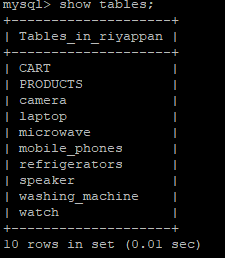 mysql> show tables;
+---------------------+
| Tables_in_riyappan |
+---------------------+
| CART |
| PRODUCTS |
| camera |
| laptop |
| microwave |
| mobile_phones |
| refrigerators |
| speaker |
| washing_machine |
| watch |
+---------------------+
10 rows in set (0.01 sec)